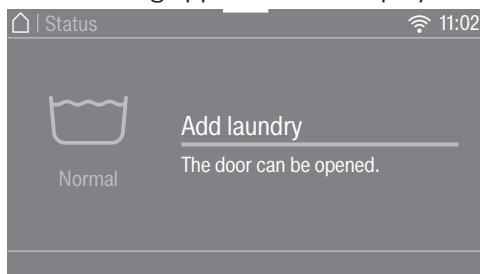 | Status
11:02
Add laundry
The door can be opened.
Normal